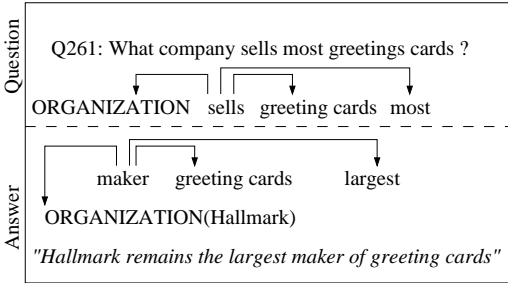 Question
Q261: What company sells most greetings cards ?
ORGANIZATION sells greeting cards most
Answer
maker greeting cards largest
ORGANIZATION(Hallmark)
"Hallmark remains the largest maker of greeting cards"